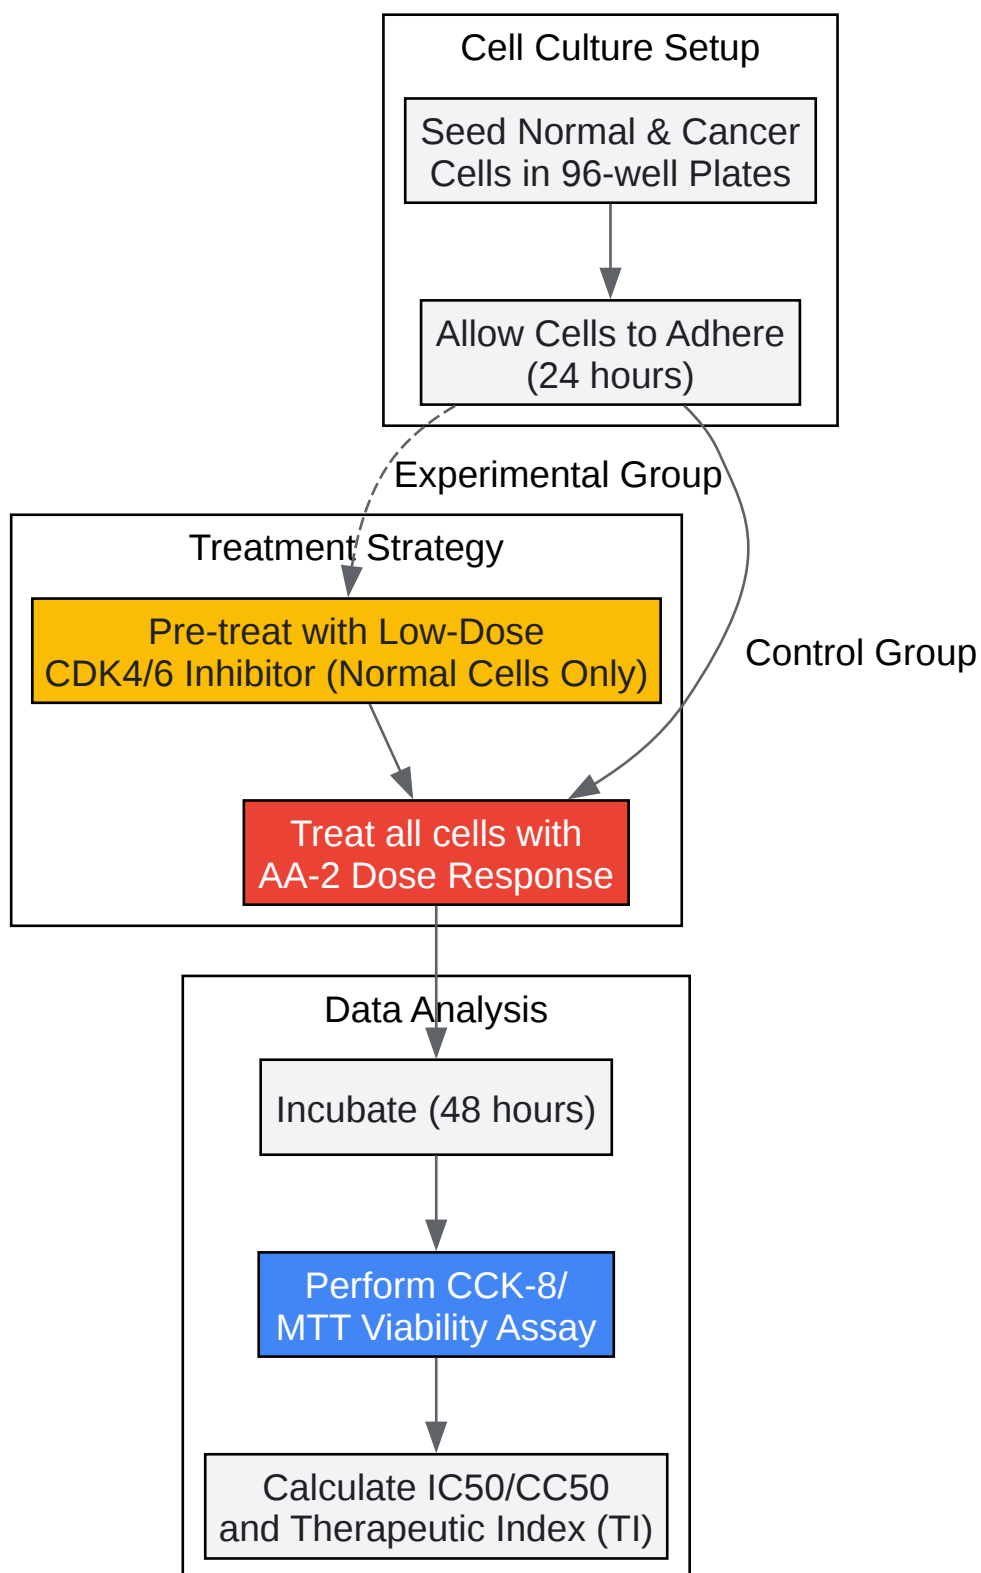 Cell Culture Setup
Seed Normal & Cancer
Cells in 96-well Plates
Allow Cells to Adhere
(24 hours)
Experimental Group
Treatment Strategy
Pre-treat with Low-Dose
CDK4/6 Inhibitor (Normal Cells Only)
Control Group
Treat all cells with
AA-2 Dose Response
Data Analysis
Incubate (48 hours)
Perform CCK-8/
MTT Viability Assay
Calculate IC50/CC50
and Therapeutic Index (TI)